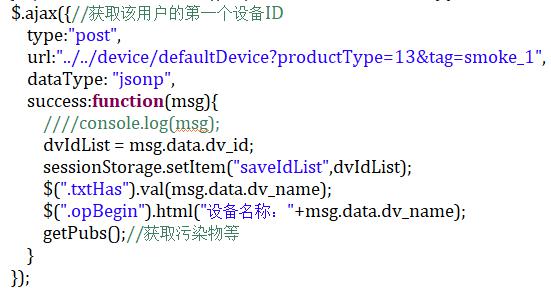 $.ajax({//获取该用户的第一个设备ID
type:"post",
url:"../../device/defaultDevice?productType=13&tag=smoke_1",
dataType: "jsonp",
success:function(msg){
////console.log(msg);
dvIdList = msg.data.dv_id;
sessionStorage.setItem("saveIdList",dvIdList);
$(".txtHas").val(msg.data.dv_name);
$(".opBegin").html("设备名称："+msg.data.dv_name);
getPubs();//获取污染物等
}
});